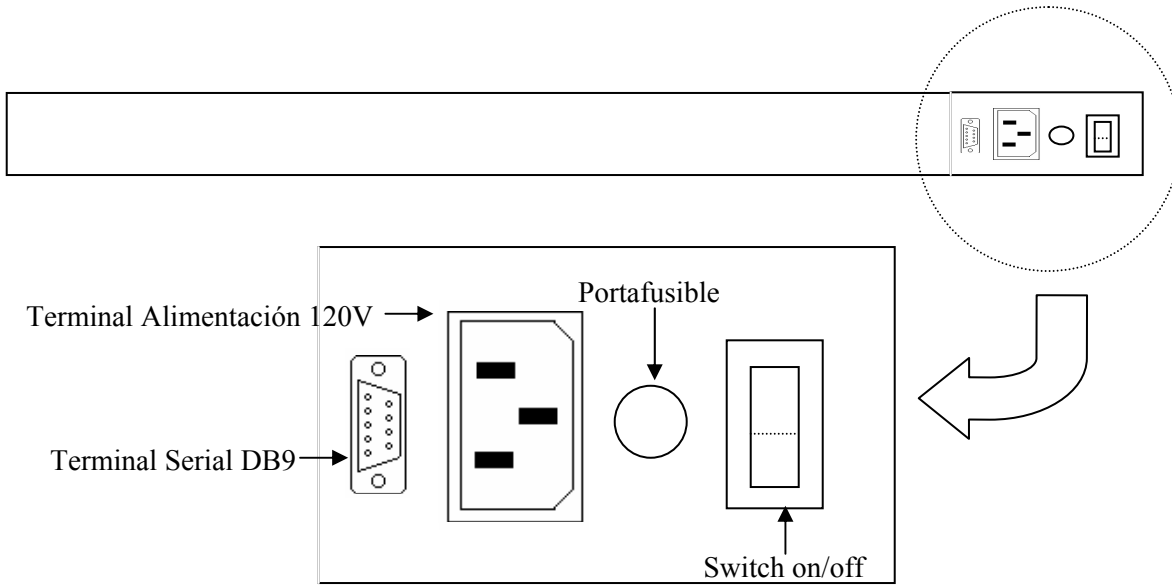 Portafusible
Terminal Alimentación 120V
Terminal Serial DB9
Switch on/off